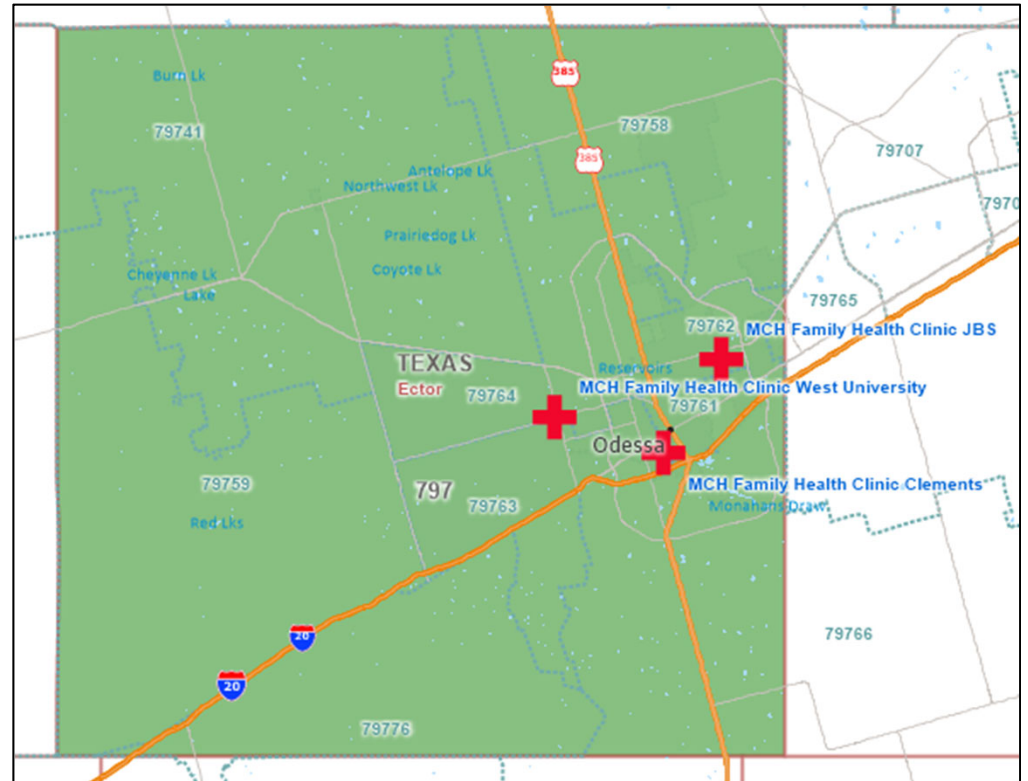 385
Burn Lk
79741
79758
385
79707
Antelope Lk
Northwest Lk
7970
Prairiedog Lk
Coyote Lk
Cheyenne Lk
Lake
79765
79762
MCH Family Health Clinic JBS
TEXAS
Reservoirs
Ector
79764
MCH Family Health Clinic West University
79761
Odessa
79759
797
79763
MCH Family Health Clinic Clements
Monahans Draw
Red Lks
20
79766
20
79776